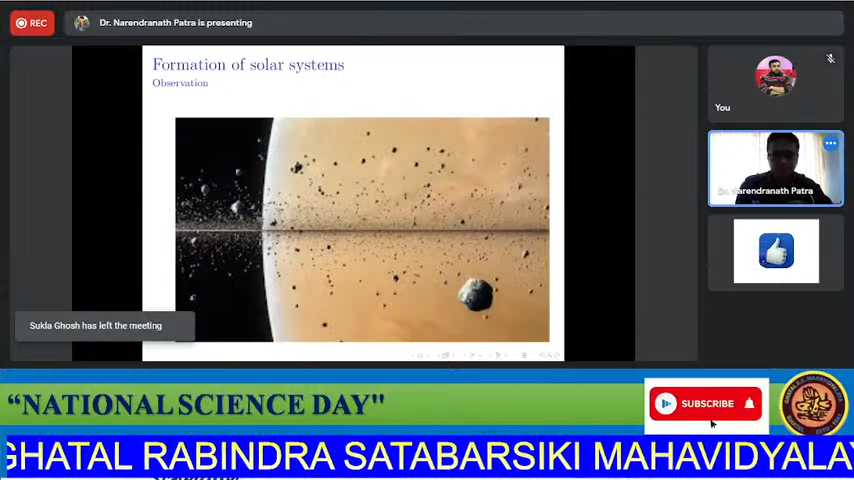 REC
Dr. Narendranath Patra is presenting
Formation of solar systems
Observation
You
Narendranath Patra
Sukla Ghosh has left the meeting
"NATIONAL SCIENCE DAY"
SUBSCRIBE
GHATAL RABINDRA SATABARSIKI MAHAVIDYALAY